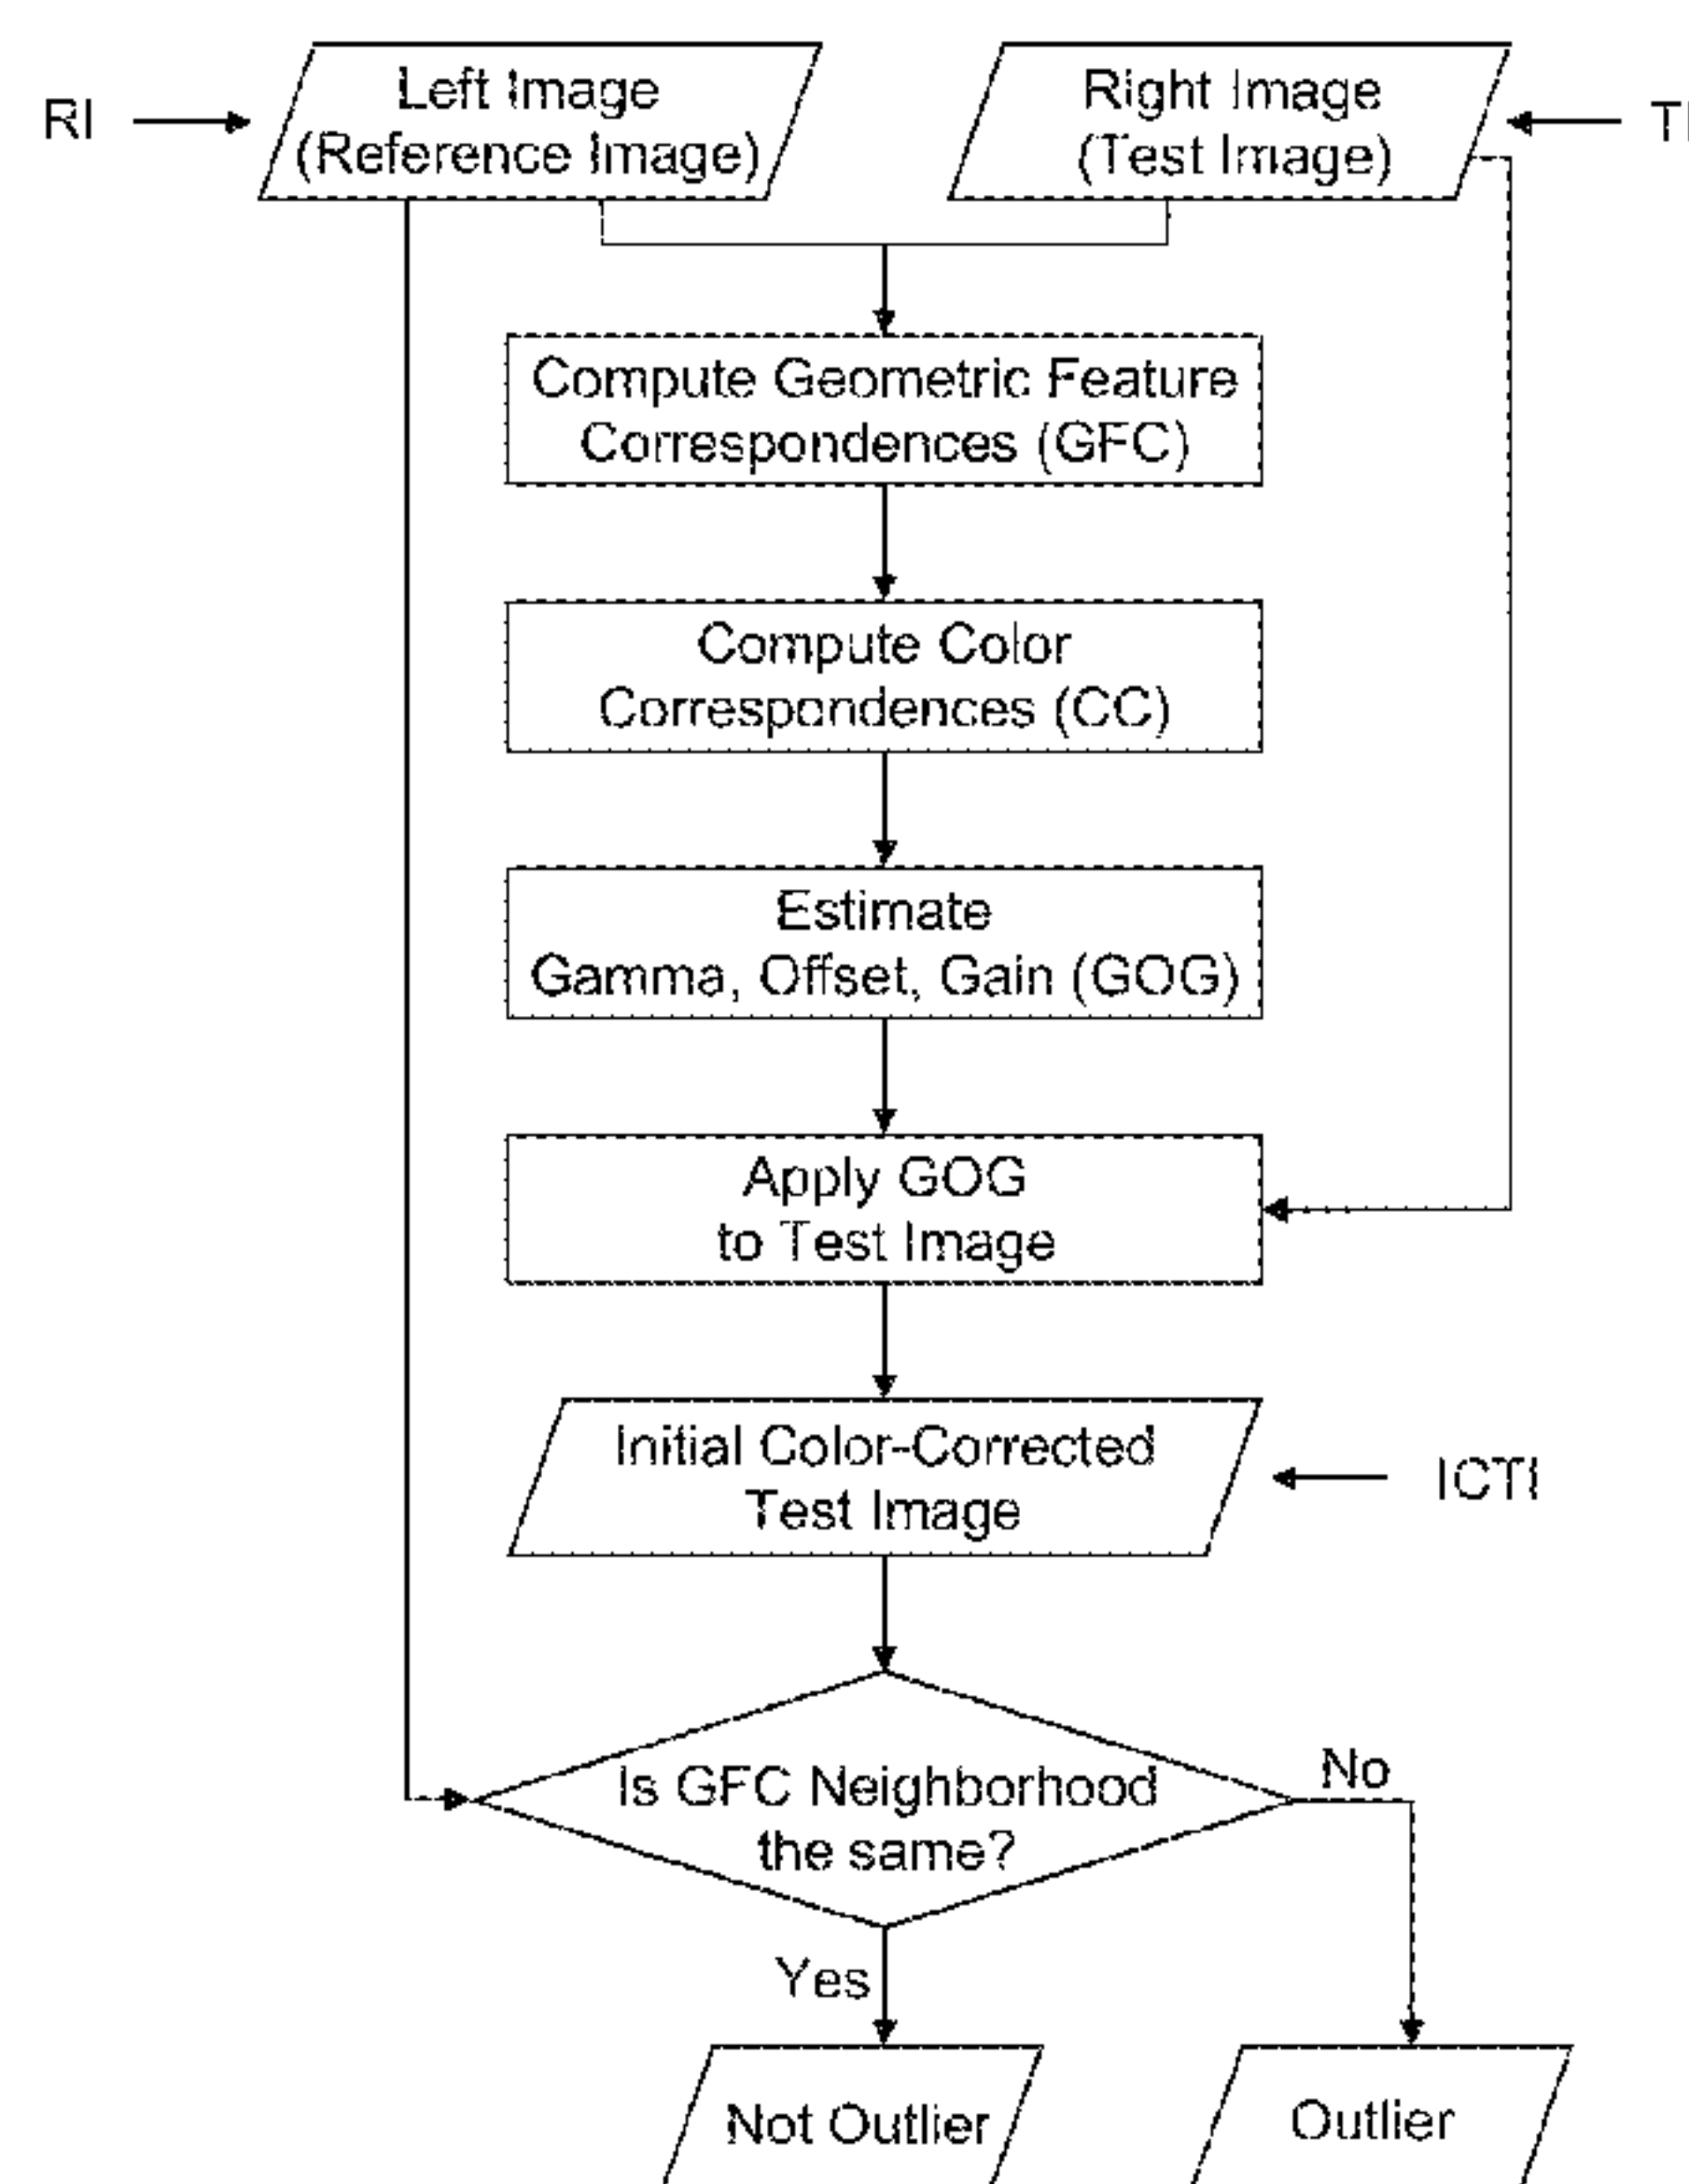 RI
Left Image
(Reference Image)
Right Image
(Test Image)
Compute Geometric Feature
Correspondences (GFC)
Compute Color
Correspondences (CC)
Estimate
Gamma, Offset, Gain (GOG)
Apply GOG
to Test Image
Initial Color-Corrected
Test Image
ICTI
Is GFC Neighborhood
the same?
No
Yes
Not Outlier
Outlier